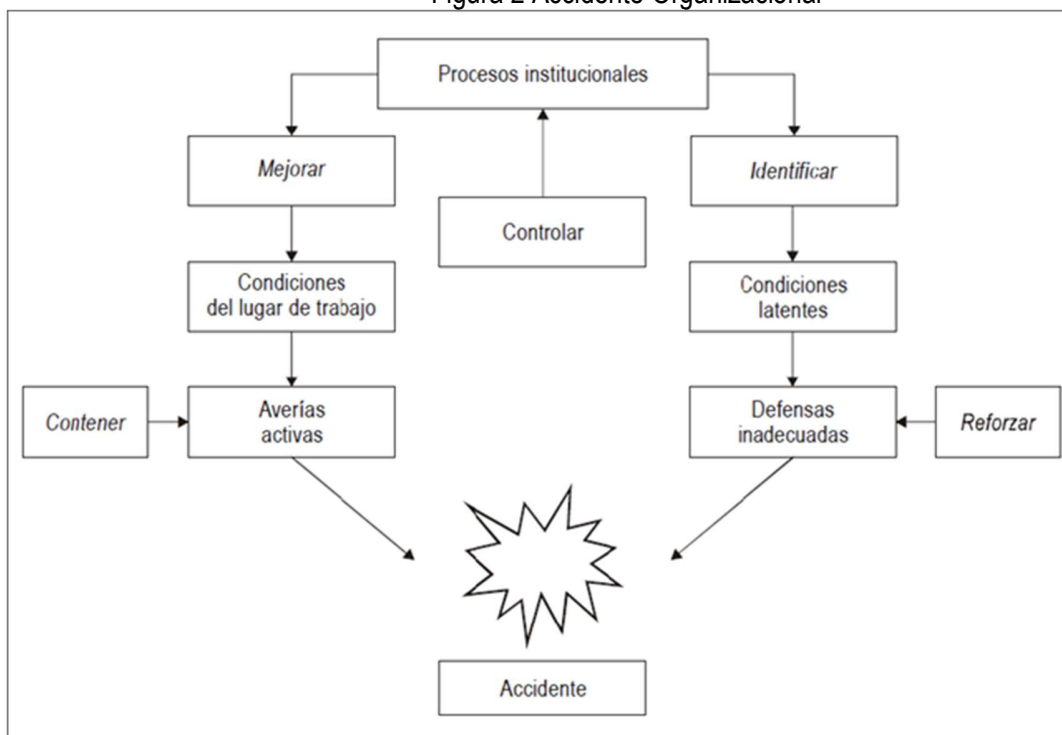 Figura 2 Accidente Organizacional
Procesos institucionales
Mejorar
Identificar
Controlar
Condiciones
del lugar de trabajo
Condiciones
latentes
Contener
Averías
activas
Defensas
inadecuadas
Reforzar
Accidente